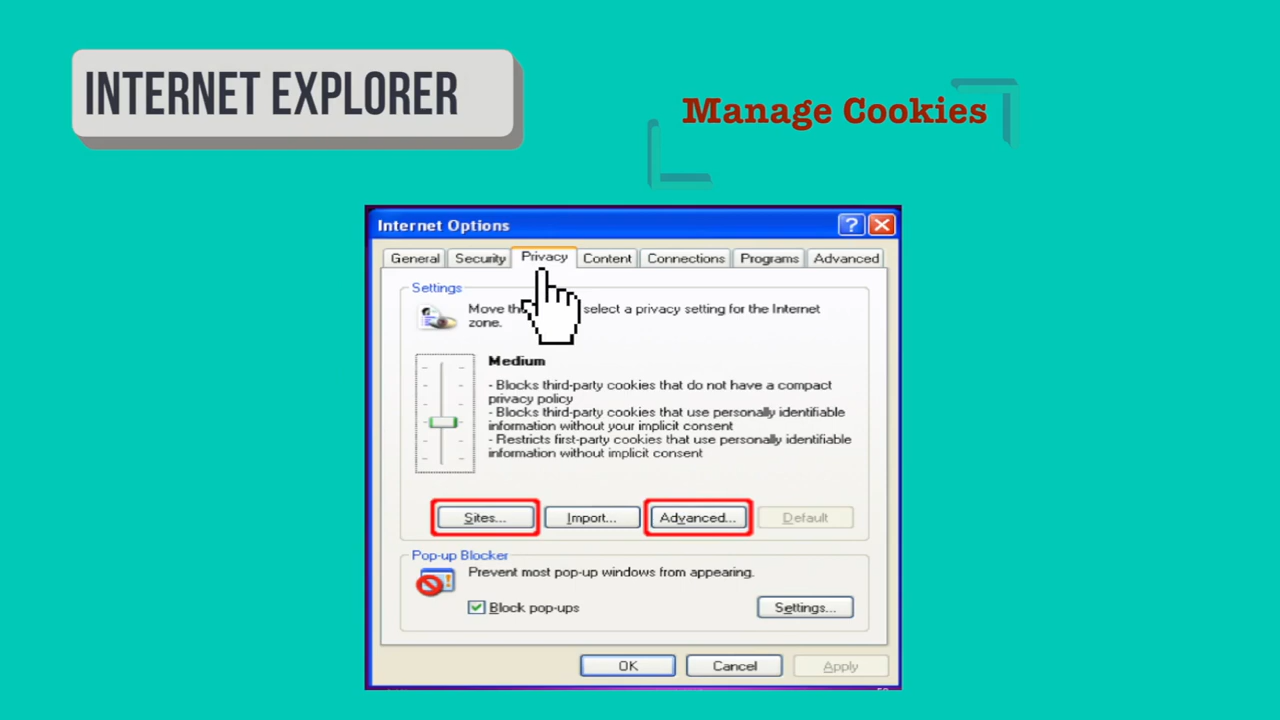 INTERNET EXPLORER
Manage Cookies
Internet Options
General Security Privacy Content Connections Programs Advanced
Settings
Move select a privacy setting for the Internet
zone.
Medium
- Blocks third-party cookies that do not have a compact
privacy policy
- Blocks third-party cookies that use personally identifiable
information without your implicit consent
- Restricts first-party cookies that use personally identifiable
information without implicit consent
Sites... Import... Advanced... Default
Pop-up Blocker
Prevent most pop-up windows from appearing.
Block pop-ups
Settings...
OK Cancel Apply